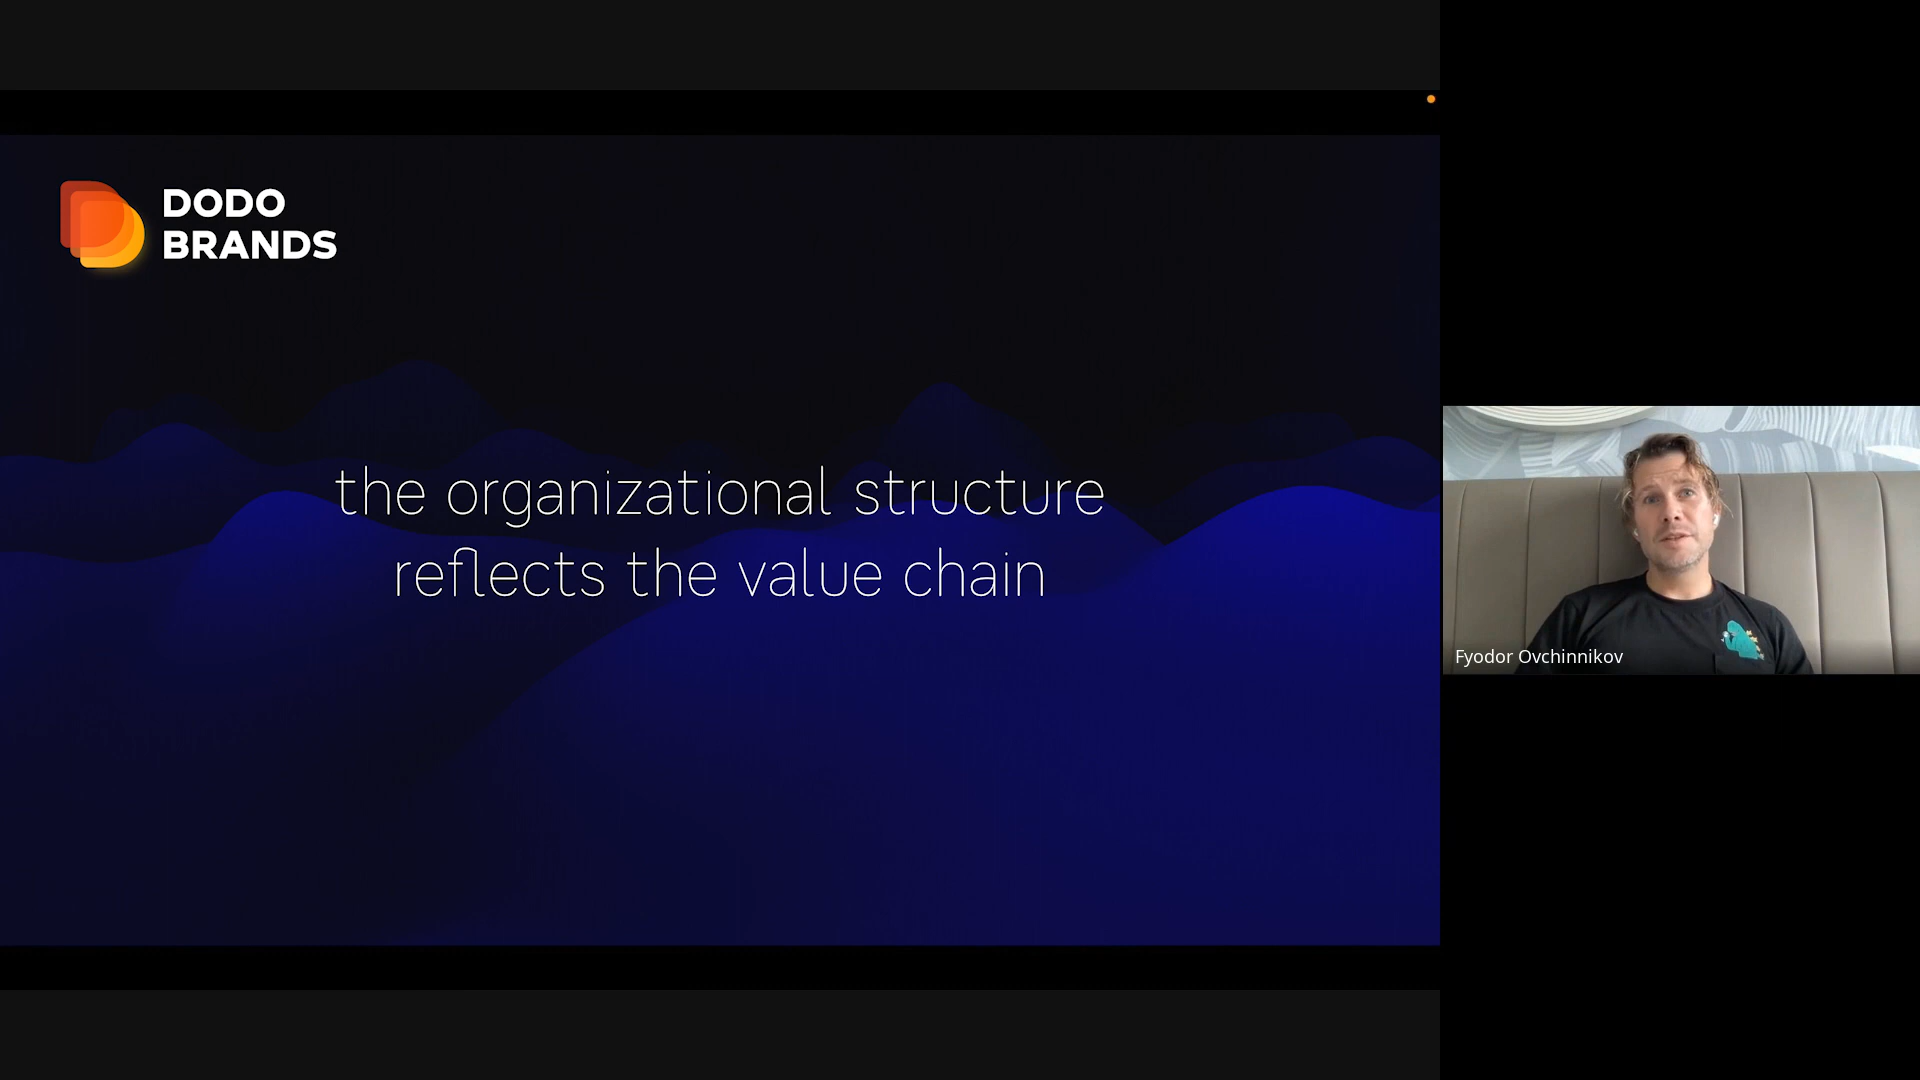 DODO
BRANDS
the organizational structure
reflects the value chain
Fyodor Ovchinnikov